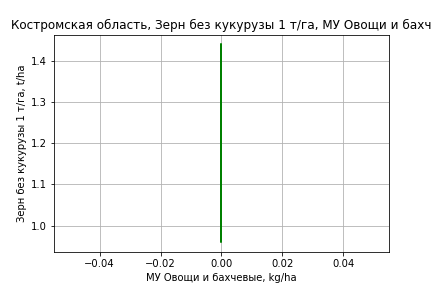 Костромская область, Зерн без кукурузы 1 т/га, МУ Овощи и бахч
1.4
1.3
1.2
1.1
1.0
Зерн без кукурузы 1 т/га, t/ha
−0.04 −0.02 0.00 0.02 0.04
МУ Овощи и бахчевые, kg/ha